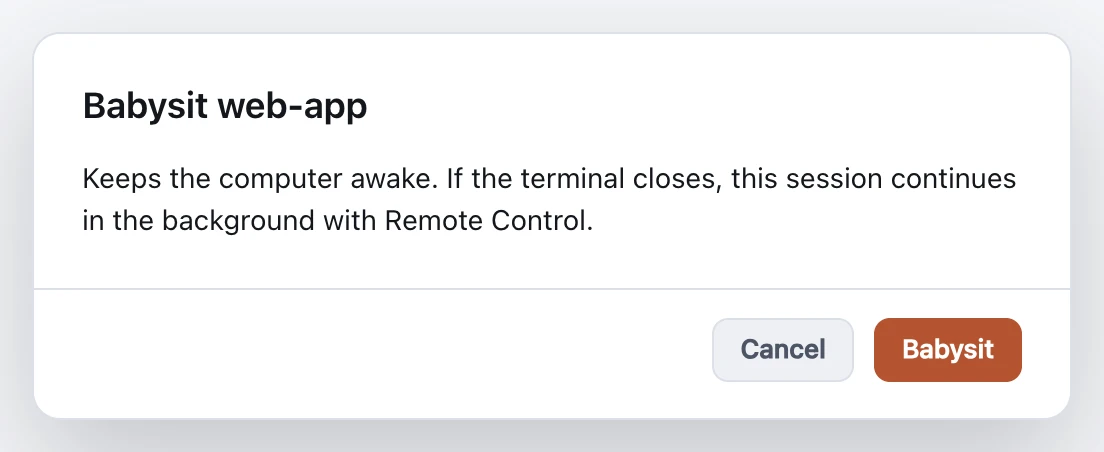 Babysit web-app
Keeps the computer awake. If the terminal closes, this session continues
in the background with Remote Control.
Cancel
Babysit